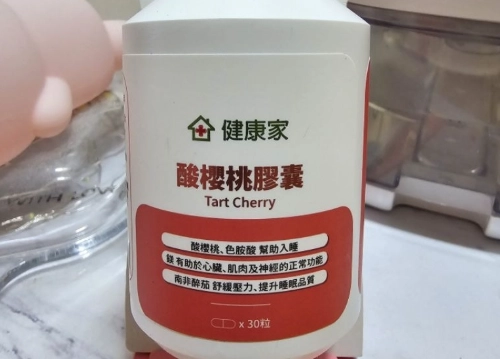 健康家
酸櫻桃膠囊
Tart Cherry
酸櫻桃、色胺酸 幫助入睡
鎂 有助於心臟、肌肉及神經的正常功能
南非醉茄 舒緩壓力、提升睡眠品質
x 30粒